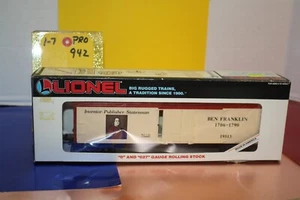 1-7 PRO
942
LIONEL
BIG RUGGED TRAINS,
A TRADITION SINCE 1900.
Inventor Publisher Statesman
BEN FRANKLIN
1706-1790
19511
"O" AND "O27" GAUGE ROLLING STOCK